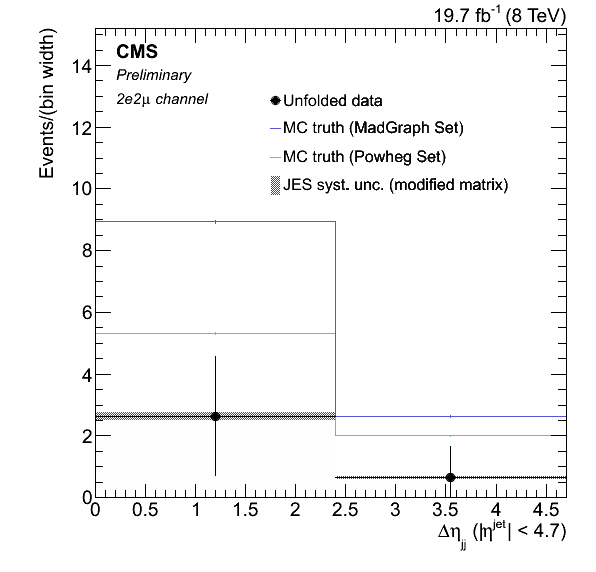 19.7 fb⁻¹ (8 TeV)
CMS
Preliminary
2e2μ channel
Unfolded data
MC truth (MadGraph Set)
MC truth (Powheg Set)
JES syst. unc. (modified matrix)
Events/(bin width)
14
12
10
8
6
4
2
0
0 0.5 1 1.5 2 2.5 3 3.5 4 4.5
Δη_jj (|η^jet| < 4.7)